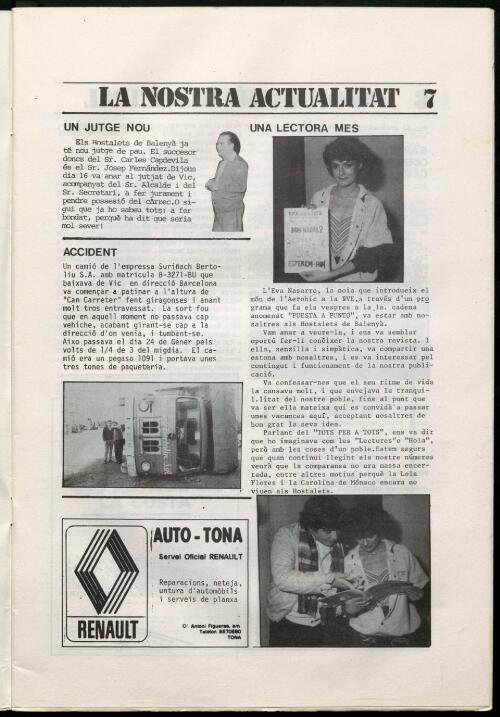 LA NOSTRA ACTUALITAT 7
UN JUTGE NOU
Els Hostalets de Balenyà ja
té nou jutge de pau. El successor
doncs del Sr. Carles Capdevila
és el Sr. Josep Fernández.Dijous
dia 16 va anar al jutjat de Vic,
acompanyat del Sr. Alcalde i del
Sr. Secretari, a fer jurament i
pendre possesió del càrrec.O si-
gui que ja ho sabeu tots: a fer
bondat, perquè ha dit que seria
mol sever!
ACCIDENT
Un camió de l'empressa Suriñach Berto-
liu S.A. amb matrícula B-3271-BU que
baixava de Vic en direcció Barcelona
va començar a patinar a l'altura de
"Can Carreter" fent giragonses i anant
molt tros entravessat. La sort fou
que en aquell moment no passava cap
vehicle, acabant girant-se cap a la
direcció d'on venia, i tumbant-se.
Aixo passava el dia 24 de Gener pels
volts de 1/4 de 3 del migdia. El ca-
mió era un pegaso 1091 i portava unes
tres tones de paqueteria.
AUTO-TONA
Servei Oficial RENAULT
Reparacions, neteja,
untura d'automòbils
i serveis de planxa
RENAULT
C/. Antoni Figueras, s/n
Telèfon 8870680
TONA
UNA LECTORA MES
BON NADAL?
ESPEREM-HO!
L'Eva Nasarro, la noia que introdueix el
món de l'Aerobic a la TVE,a través d'un pro
grama que fa els vespres a la 1a. cadena
anomenat "PUESTA A PUNTO", va estar amb no-
saltres als Hostalets de Balenyà.
Vam anar a veure-la, i ens va semblar
oportú fer-li conèixer la nostra revista. I
ella, senzilla i simpàtica, va compartir una
estona amb nosaltres, i es va interessar pel
contingut i funcionament de la nostra publi-
cació.
Va confessar-nos que el seu ritme de vida
la cansava molt, i que envejava la tranqui-
l.litat del nostre poble, fins al punt que
va ser ella mateixa qui es convidà a passar
unes vacances aquí, acceptant nosaltres de
bon grat la seva idea.
Parlant del "TOTS PER A TOTS", ens va dir
que ho imaginava com les "Lectures"o "Hola",
però amb les coses d'un poble.Estem segurs
que quan continuï llegint els nostre números
veurà que la comparansa no era massa encer-
tada, entre altres motius perquè la Lola
Flores i la Carolina de Mónaco encara no
viuen als Hostalets.